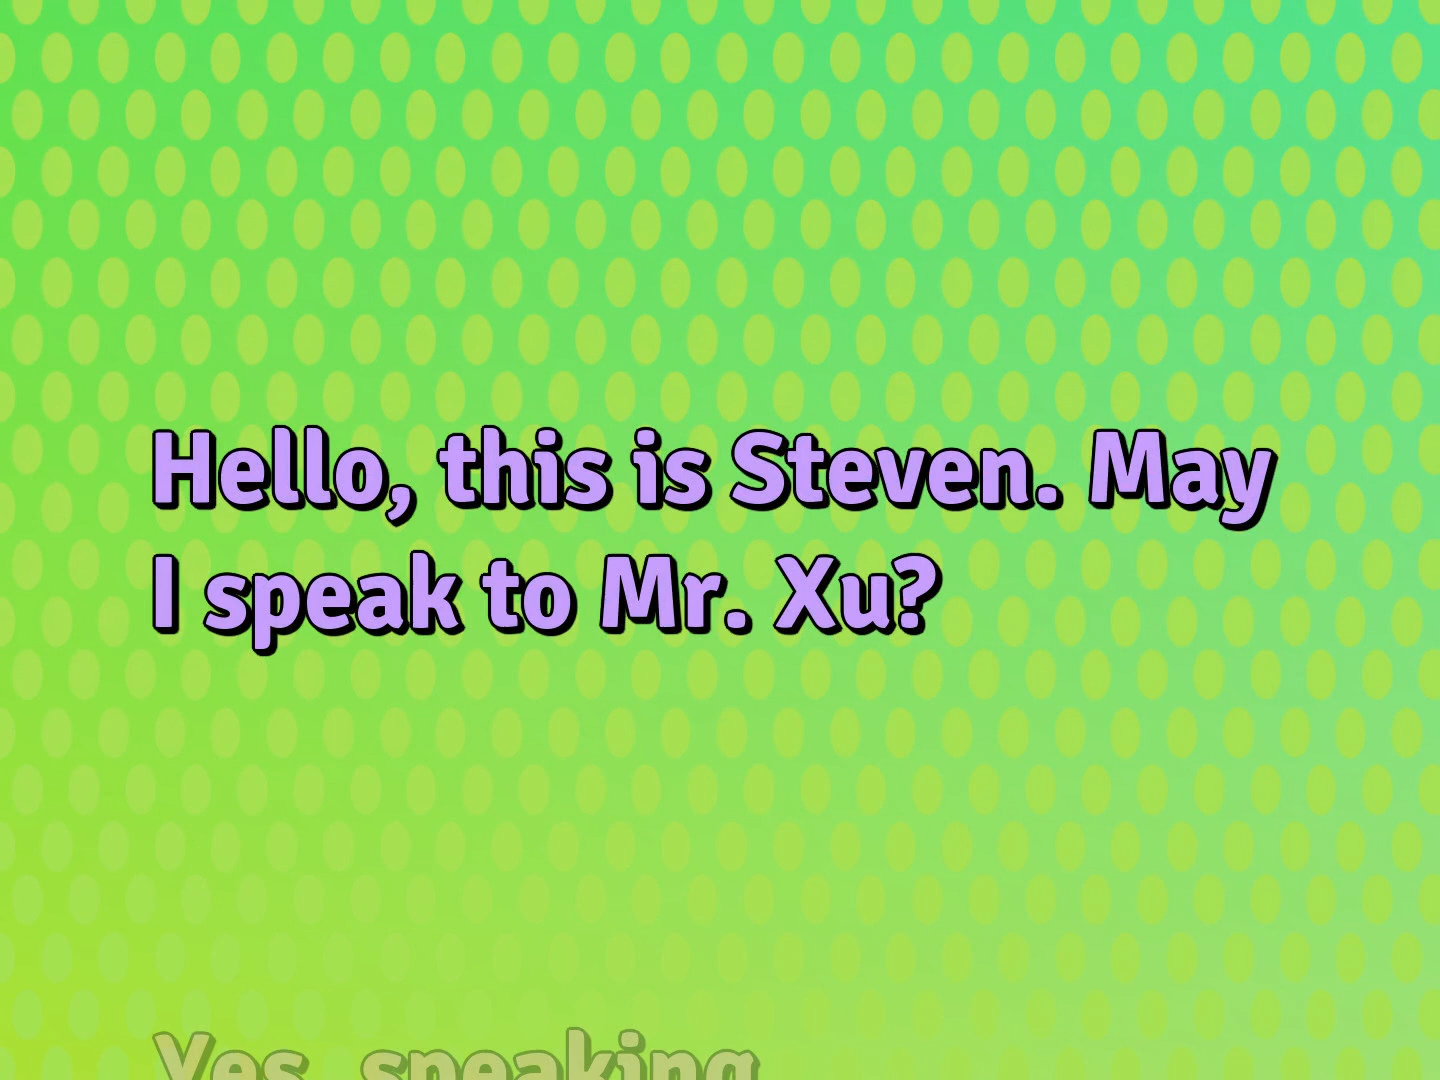 Hello, this is Steven. May
I speak to Mr. Xu?
Yes, speaking